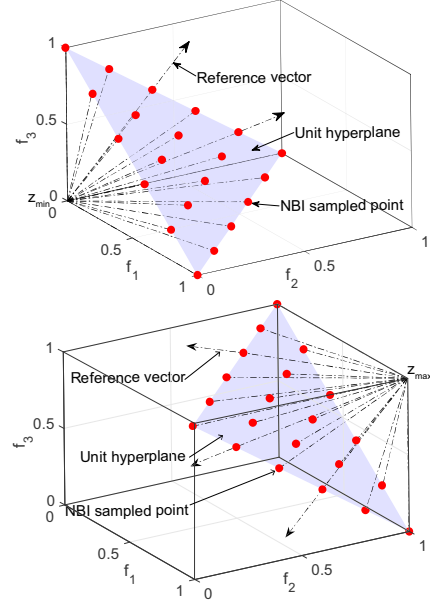 1
Reference vector
0.5
f3
Unit hyperplane
zmin
0
0
NBI sampled point
1
0.5
0.5
f1
f2
1
0
1
Reference vector
zmax
0.5
f3
Unit hyperplane
0
NBI sampled point
0
1
0.5
0.5
f1
f2
1
0